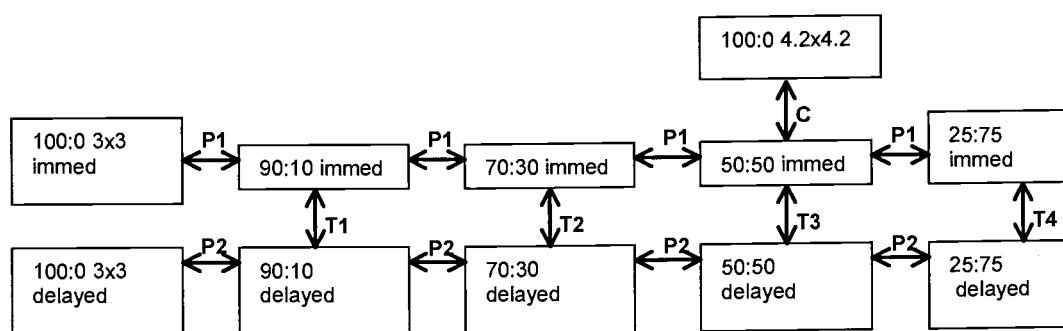 100:0 4.2x4.2
C
100:0 3x3
immed
P1
90:10 immed
P1
70:30 immed
P1
50:50 immed
P1
25:75
immed
T1
T2
T3
T4
100:0 3x3
delayed
P2
90:10
delayed
P2
70:30
delayed
P2
50:50
delayed
P2
25:75
delayed